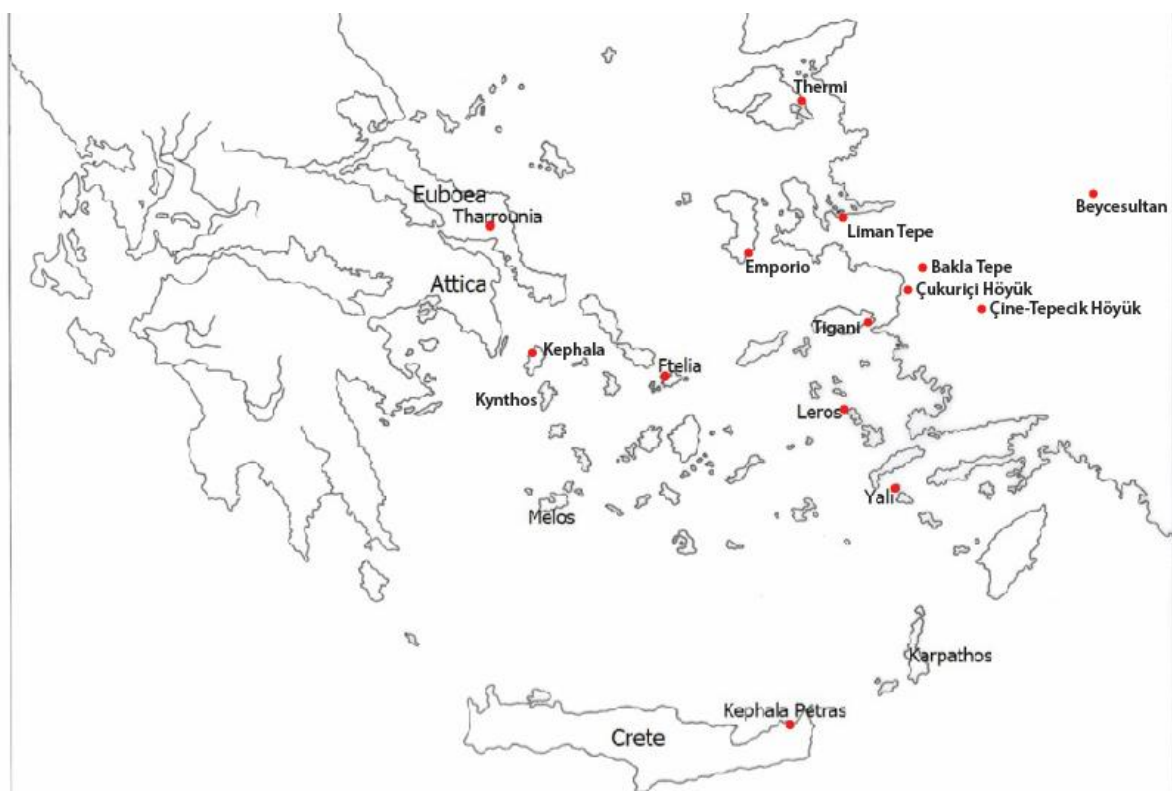 Thermi
Euboea
Beycesultan
Tharrounia
Liman Tepe
Emporio
Bakla Tepe
Attica
Çukuriçi Höyük
Çine-Tepecik Höyük
Tigani
Kephala
Ftelia
Kynthos
Leros
Yali
Melos
Karpathos
Kephala Petras
Crete